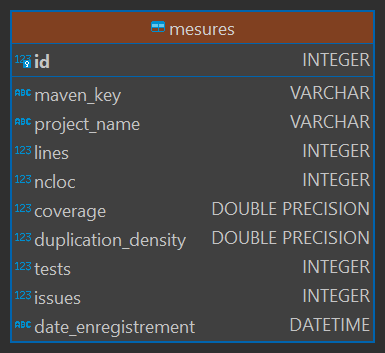 mesures
123 id INTEGER
ABC maven_key VARCHAR
ABC project_name VARCHAR
123 lines INTEGER
123 ncloc INTEGER
123 coverage DOUBLE PRECISION
123 duplication_density DOUBLE PRECISION
123 tests INTEGER
123 issues INTEGER
ABC date_enregistrement DATETIME